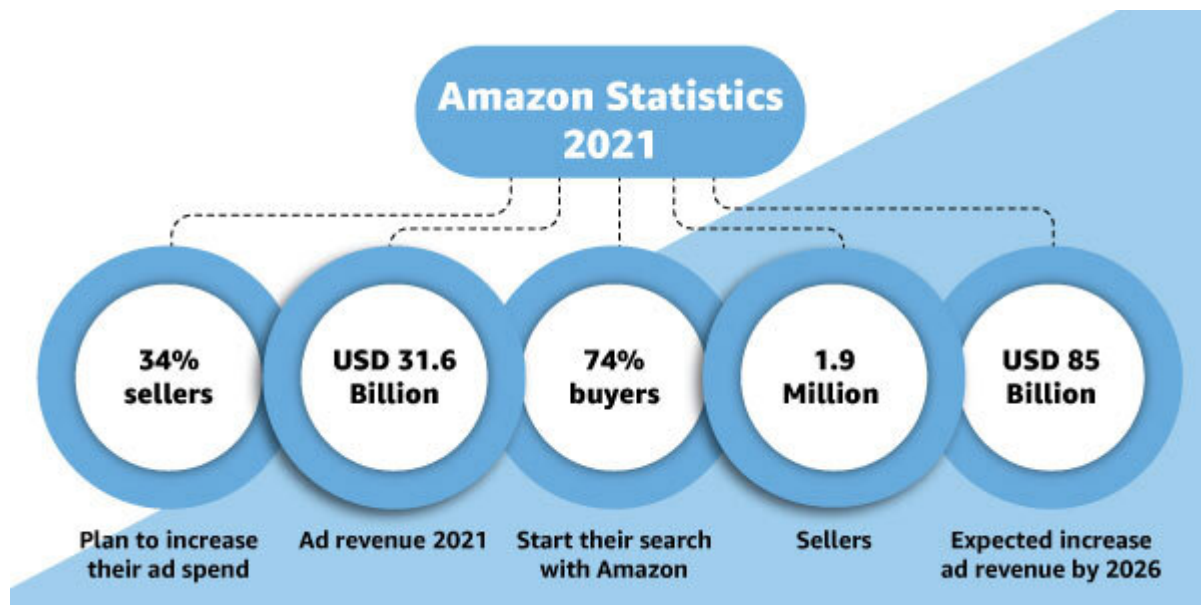 Amazon Statistics
2021
34%
sellers
USD 31.6
Billion
74%
buyers
1.9
Million
USD 85
Billion
Plan to increase
their ad spend
Ad revenue 2021
Start their search
with Amazon
Sellers
Expected increase
ad revenue by 2026